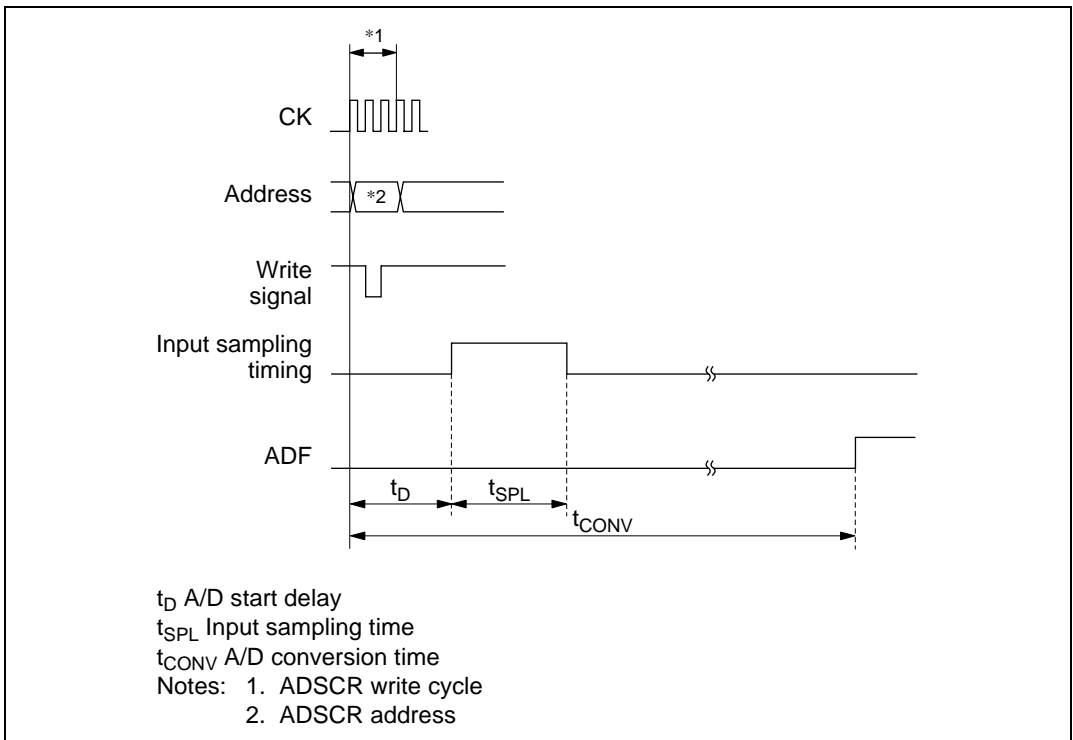 *1
CK
Address
*2
Write
signal
Input sampling
timing
ADF
tD
tSPL
tCONV
tD A/D start delay
tSPL Input sampling time
tCONV A/D conversion time
Notes: 1. ADSCR write cycle
2. ADSCR address